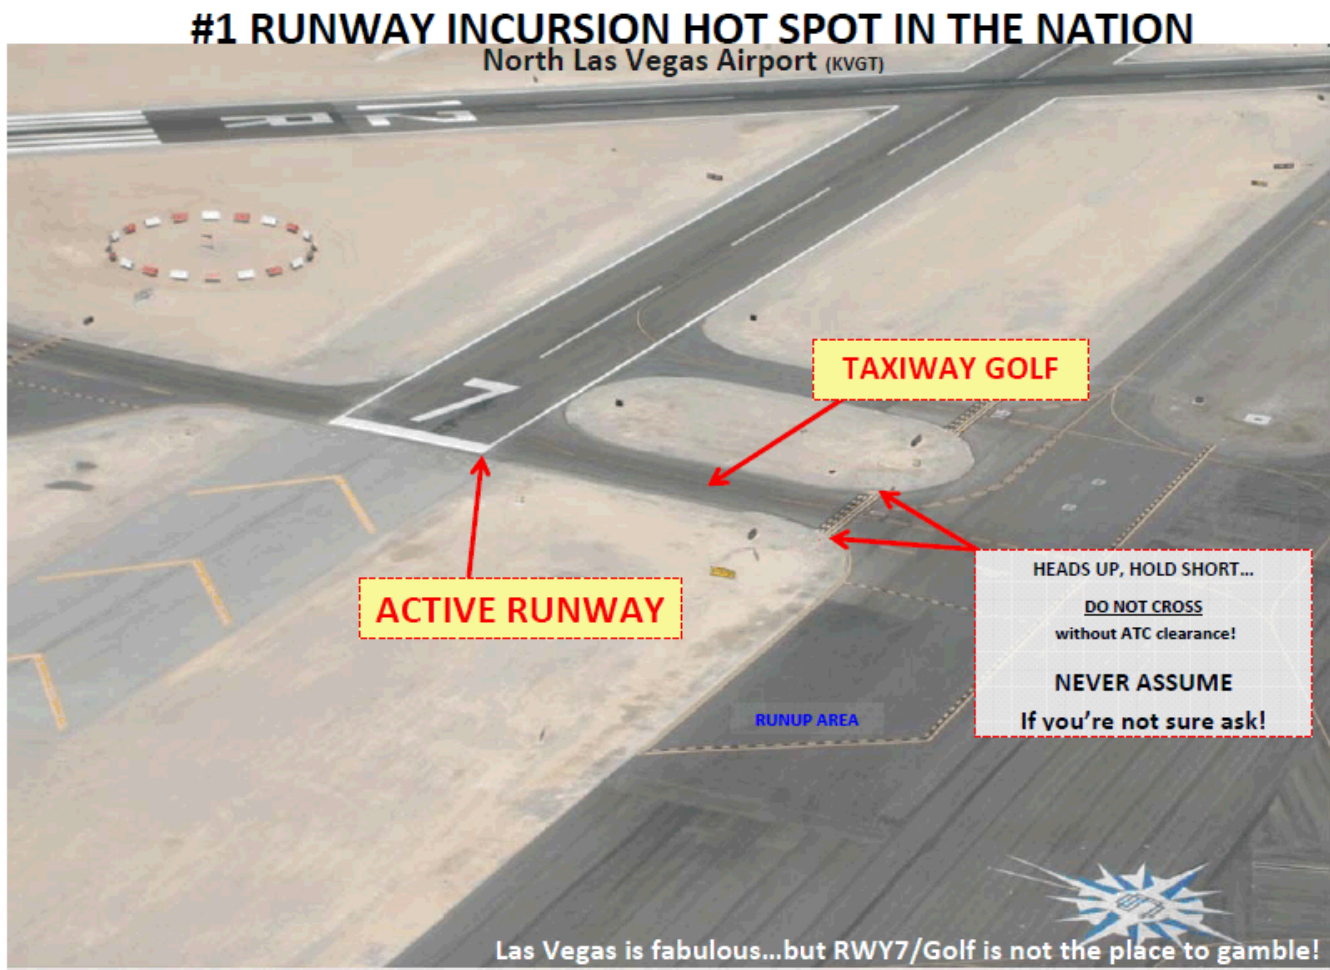 #1 RUNWAY INCURSION HOT SPOT IN THE NATION
North Las Vegas Airport (KVGT)
12R
7
TAXIWAY GOLF
ACTIVE RUNWAY
HEADS UP, HOLD SHORT...
DO NOT CROSS
without ATC clearance!
NEVER ASSUME
If you're not sure ask!
RUNUP AREA
Las Vegas is fabulous...but RWY7/Golf is not the place to gamble!